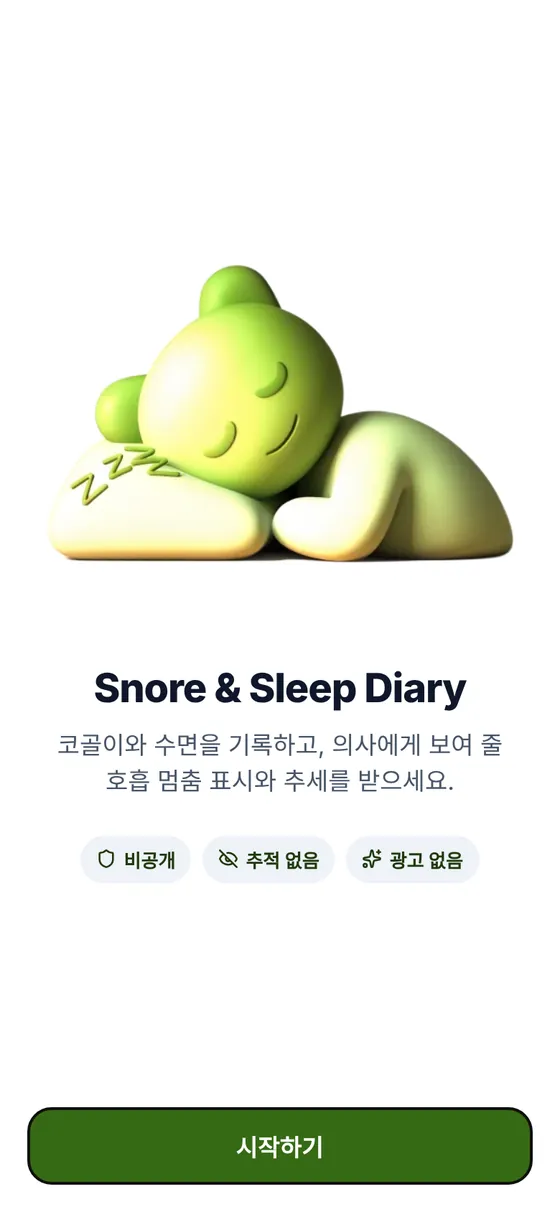 zzzz
Snore & Sleep Diary
코골이와 수면을 기록하고, 의사에게 보여 줄
호흡 멈춤 표시와 추세를 받으세요.
비공개
추적 없음
광고 없음
시작하기